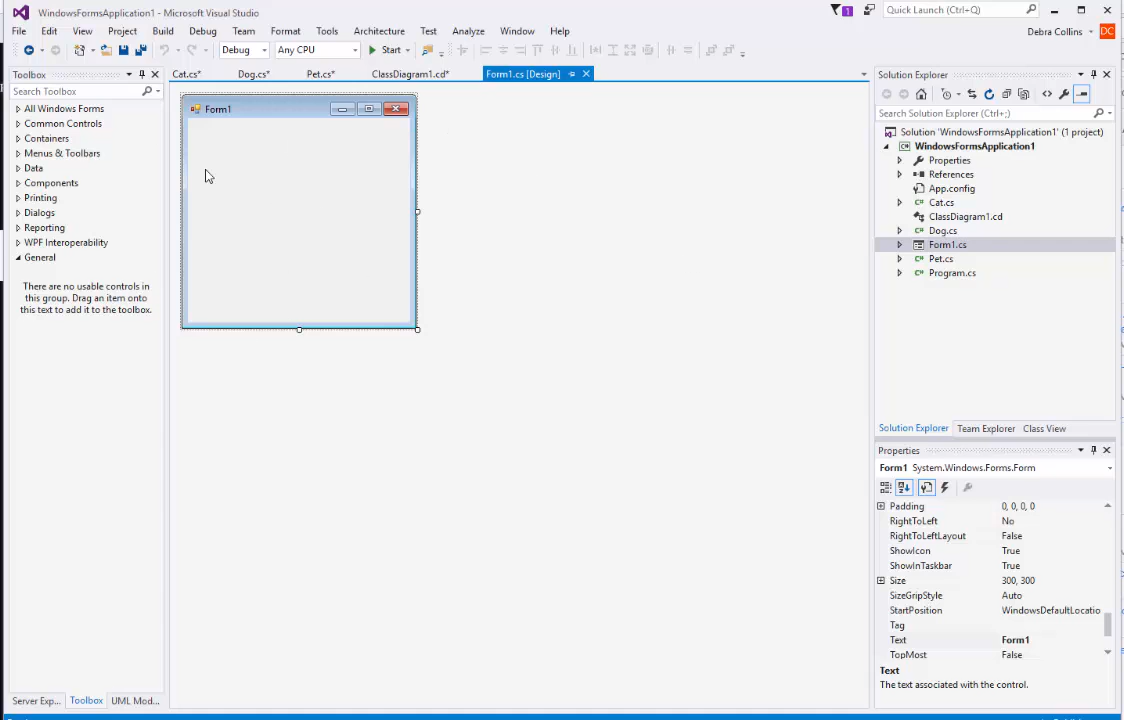 WindowsFormsApplication1 - Microsoft Visual Studio
1
Quick Launch (Ctrl+Q)
File Edit View Project Build Debug Team Format Tools Architecture Test Analyze Window Help
Debra Collins DC
Debug Any CPU Start
Toolbox
Search Toolbox
All Windows Forms
Common Controls
Containers
Menus & Toolbars
Data
Components
Printing
Dialogs
Reporting
WPF Interoperability
General
There are no usable controls in
this group. Drag an item onto
this text to add it to the toolbox.
Server Exp... Toolbox UML Mod...
Cat.cs* Dog.cs* Pet.cs* ClassDiagram1.cd* Form1.cs [Design]
Form1
Solution Explorer
Search Solution Explorer (Ctrl+;)
Solution 'WindowsFormsApplication1' (1 project)
WindowsFormsApplication1
Properties
References
App.config
Cat.cs
ClassDiagram1.cd
Dog.cs
Form1.cs
Pet.cs
Program.cs
Solution Explorer Team Explorer Class View
Properties
Form1 System.Windows.Forms.Form
Padding 0, 0, 0, 0
RightToLeft No
RightToLeftLayout False
ShowIcon True
ShowInTaskbar True
Size 300, 300
SizeGripStyle Auto
StartPosition WindowsDefaultLocatio
Tag
Text Form1
TopMost False
Text
The text associated with the control.